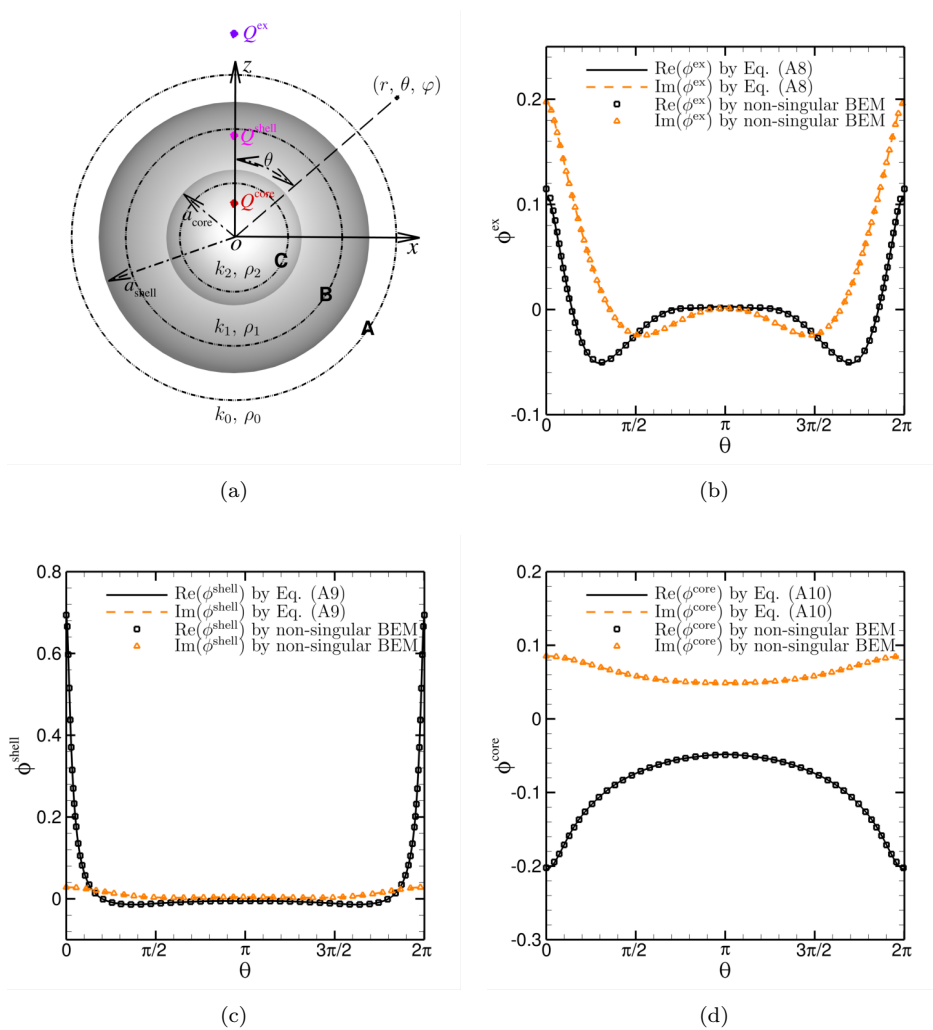 Q^ex
z
(r, θ, φ)
Q^shell
θ
Q^core
a_core
o
x
k₂, ρ₂
C
a_shell
B
k₁, ρ₁
A
k₀, ρ₀
(a)
Re(ϕ^ex) by Eq. (A8)
Im(ϕ^ex) by Eq. (A8)
Re(ϕ^ex) by non-singular BEM
Im(ϕ^ex) by non-singular BEM
0.2
0.1
0
-0.1
ϕ^ex
0 π/2 π 3π/2 2π
θ
(b)
Re(ϕ^shell) by Eq. (A9)
Im(ϕ^shell) by Eq. (A9)
Re(ϕ^shell) by non-singular BEM
Im(ϕ^shell) by non-singular BEM
0.8
0.6
0.4
0.2
0
ϕ^shell
0 π/2 π 3π/2 2π
θ
(c)
Re(ϕ^core) by Eq. (A10)
Im(ϕ^core) by Eq. (A10)
Re(ϕ^core) by non-singular BEM
Im(ϕ^core) by non-singular BEM
0.2
0.1
0
-0.1
-0.2
-0.3
ϕ^core
0 π/2 π 3π/2 2π
θ
(d)